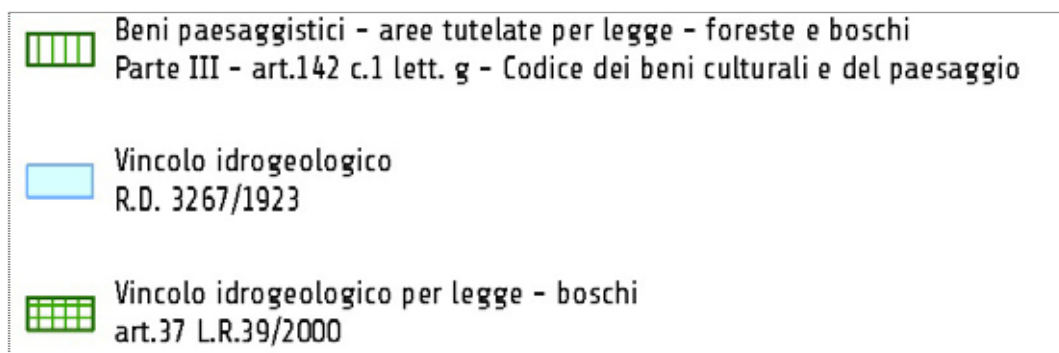 Beni paesaggistici - aree tutelate per legge - foreste e boschi
Parte III - art.142 c.1 lett. g - Codice dei beni culturali e del paesaggio
Vincolo idrogeologico
R.D. 3267/1923
Vincolo idrogeologico per legge - boschi
art.37 L.R.39/2000